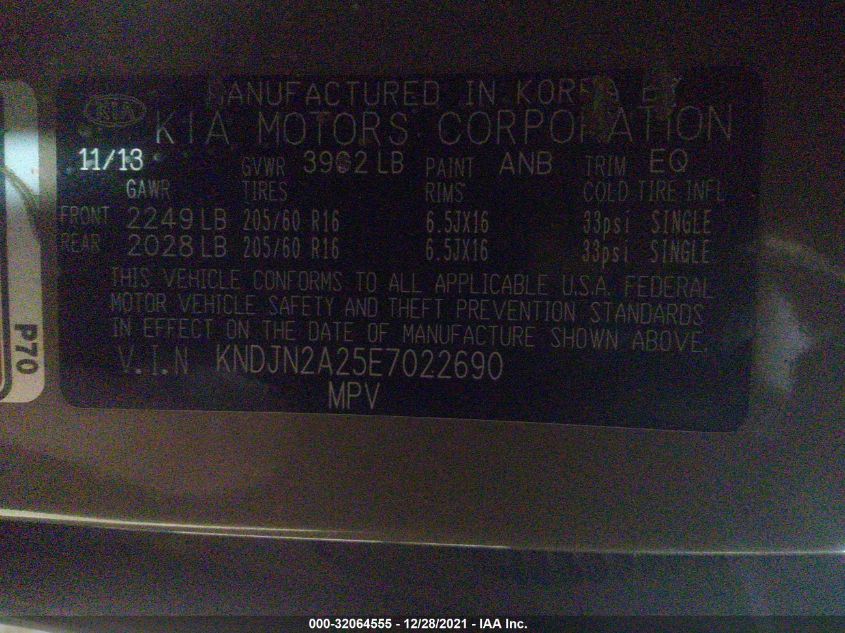 MANUFACTURED IN KOREA BY
KIA
KIA MOTORS CORPORATION
11/13 GVWR 3962 LB PAINT ANB TRIM EQ
GAWR TIRES RIMS COLD TIRE INFL
FRONT 2249 LB 205/60 R16 6.5JX16 33psi SINGLE
REAR 2028 LB 205/60 R16 6.5JX16 33psi SINGLE
THIS VEHICLE CONFORMS TO ALL APPLICABLE U.S.A. FEDERAL
MOTOR VEHICLE SAFETY AND THEFT PREVENTION STANDARDS
IN EFFECT ON THE DATE OF MANUFACTURE SHOWN ABOVE.
V.I.N KNDJN2A25E7022690
MPV
P70
000-32064555 - 12/28/2021 - IAA Inc.